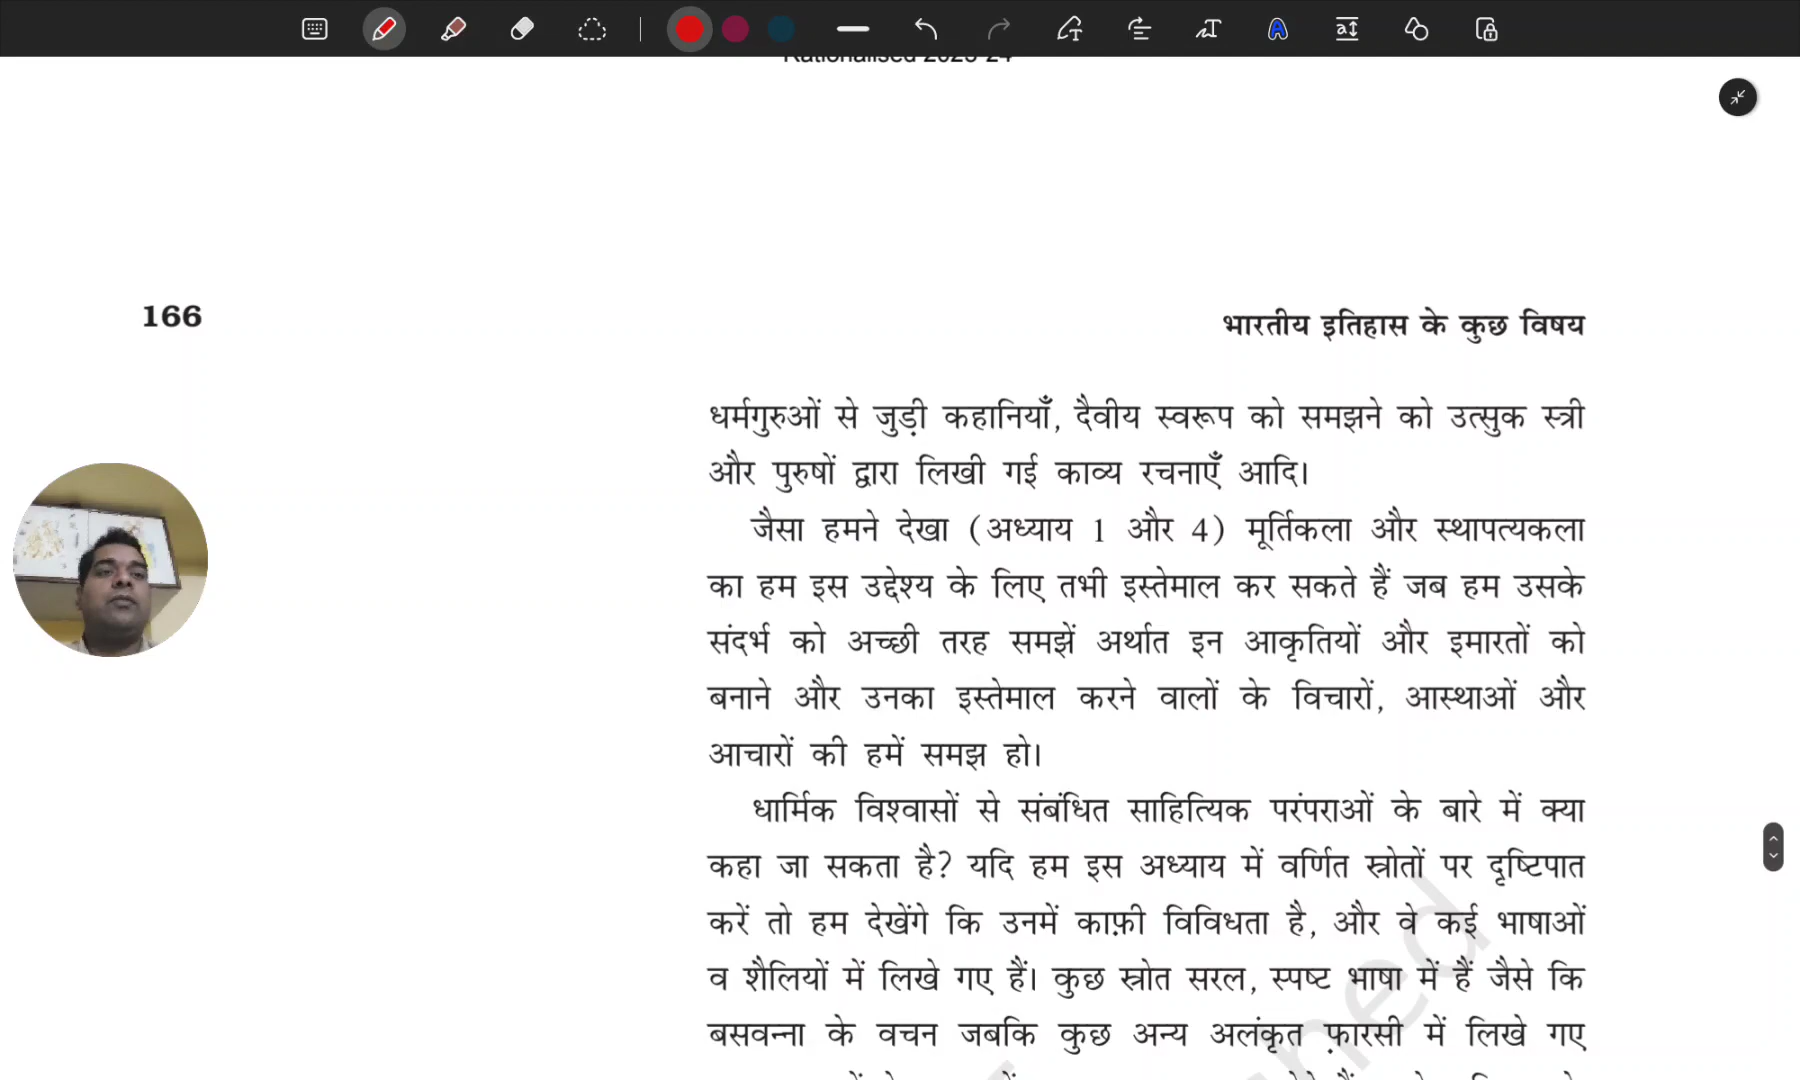 Rationalised 2023-24
166
भारतीय इतिहास के कुछ विषय
धर्मगुरुओं से जुड़ी कहानियाँ, दैवीय स्वरूप को समझने को उत्सुक स्त्री
और पुरुषों द्वारा लिखी गई काव्य रचनाएँ आदि।
जैसा हमने देखा (अध्याय 1 और 4) मूर्तिकला और स्थापत्यकला
का हम इस उद्देश्य के लिए तभी इस्तेमाल कर सकते हैं जब हम उसके
संदर्भ को अच्छी तरह समझें अर्थात इन आकृतियों और इमारतों को
बनाने और उनका इस्तेमाल करने वालों के विचारों, आस्थाओं और
आचारों की हमें समझ हो।
धार्मिक विश्वासों से संबंधित साहित्यिक परंपराओं के बारे में क्या
कहा जा सकता है? यदि हम इस अध्याय में वर्णित स्रोतों पर दृष्टिपात
करें तो हम देखेंगे कि उनमें काफ़ी विविधता है, और वे कई भाषाओं
व शैलियों में लिखे गए हैं। कुछ स्रोत सरल, स्पष्ट भाषा में हैं जैसे कि
बसवन्ना के वचन जबकि कुछ अन्य अलंकृत फ़ारसी में लिखे गए